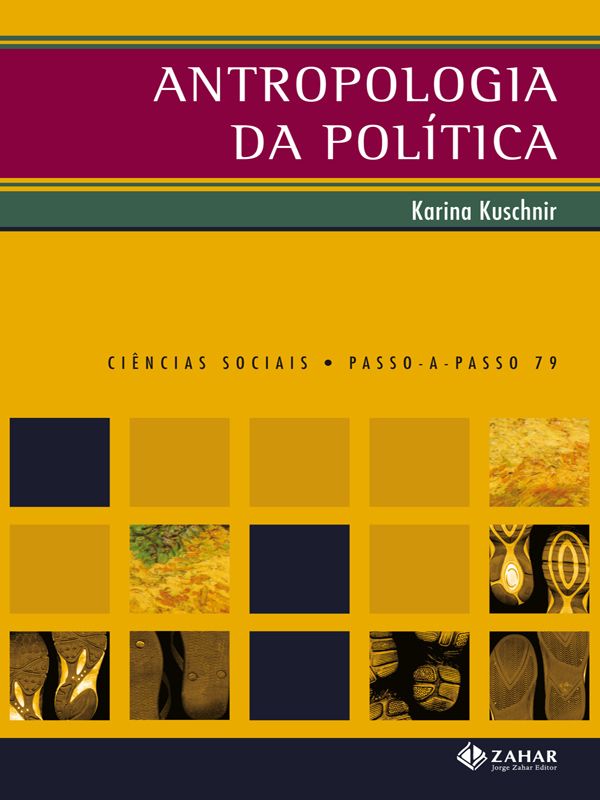 ANTROPOLOGIA
DA POLÍTICA
Karina Kuschnir
CIÊNCIAS SOCIAIS • PASSO-A-PASSO 79
ZAHAR
Jorge Zahar Editor